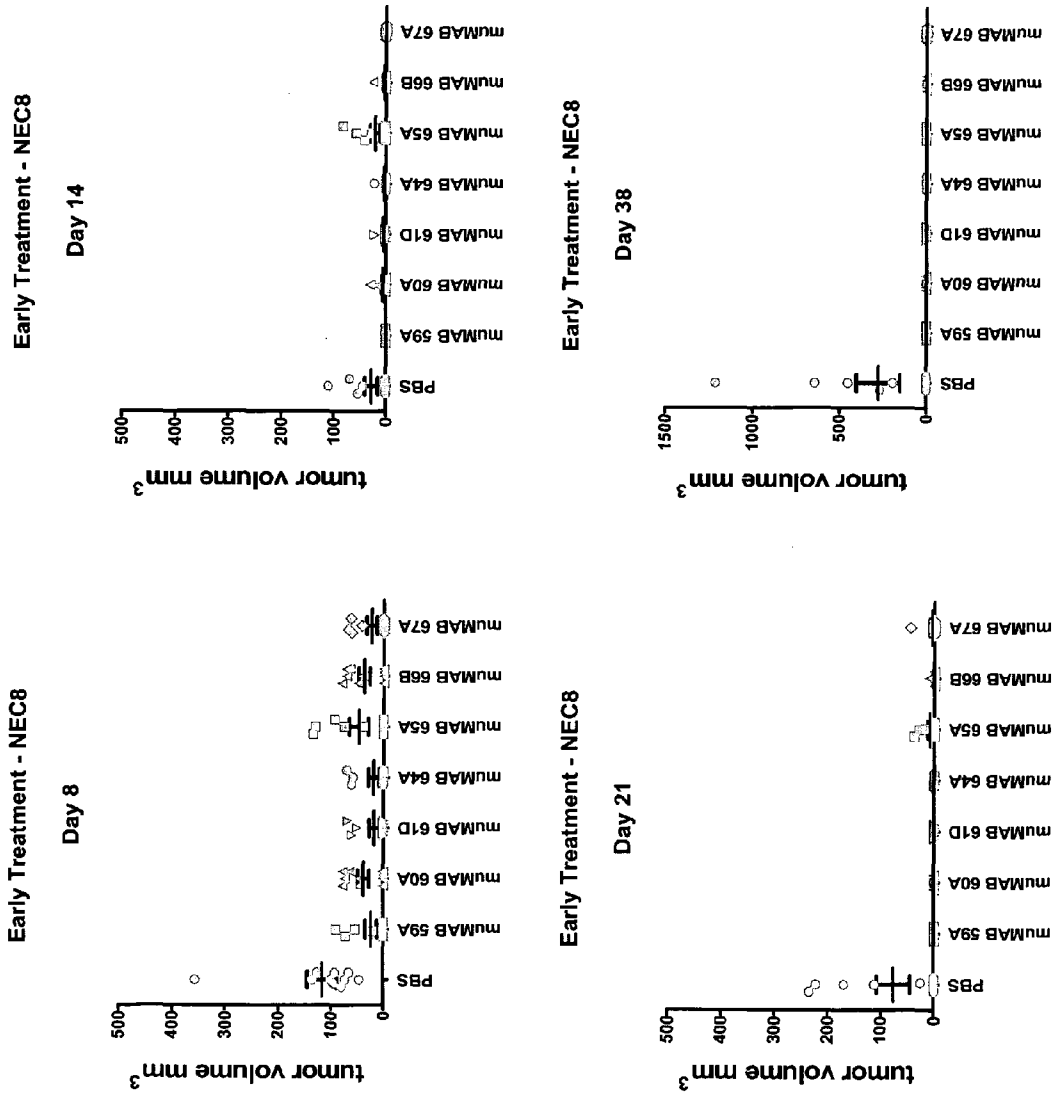 Early Treatment - NEC8
Day 8
tumor volume mm³
500
400
300
200
100
0
PBS
muMAB 59A
muMAB 60A
muMAB 61D
muMAB 64A
muMAB 65A
muMAB 66B
muMAB 67A
Early Treatment - NEC8
Day 14
tumor volume mm³
500
400
300
200
100
0
PBS
muMAB 59A
muMAB 60A
muMAB 61D
muMAB 64A
muMAB 65A
muMAB 66B
muMAB 67A
Early Treatment - NEC8
Day 21
tumor volume mm³
500
400
300
200
100
0
PBS
muMAB 59A
muMAB 60A
muMAB 61D
muMAB 64A
muMAB 65A
muMAB 66B
muMAB 67A
Early Treatment - NEC8
Day 38
tumor volume mm³
1500
1000
500
0
PBS
muMAB 59A
muMAB 60A
muMAB 61D
muMAB 64A
muMAB 65A
muMAB 66B
muMAB 67A